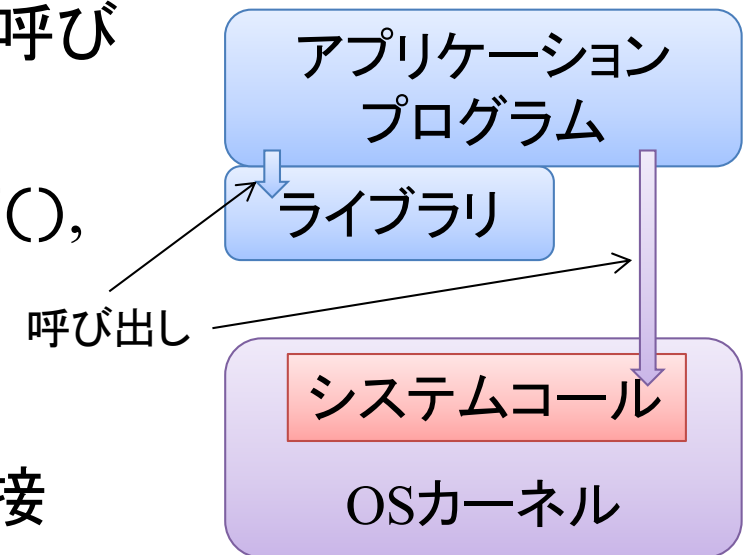 呼び
アプリケーション
プログラム
(),
ライブラリ
呼び出し
システムコール
接
OSカーネル